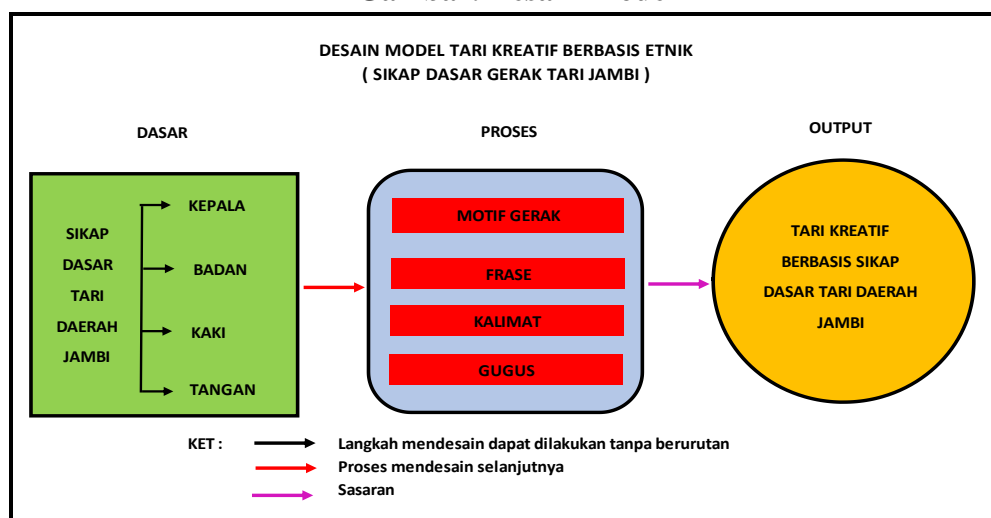 DESAIN MODEL TARI KREATIF BERBASIS ETNIK
( SIKAP DASAR GERAK TARI JAMBI )
DASAR
PROSES
OUTPUT
SIKAP
DASAR
TARI
DAERAH
JAMBI
KEPALA
BADAN
KAKI
TANGAN
MOTIF GERAK
FRASE
KALIMAT
GUGUS
TARI KREATIF
BERBASIS SIKAP
DASAR TARI DAERAH
JAMBI
KET :
Langkah mendesain dapat dilakukan tanpa berurutan
Proses mendesain selanjutnya
Sasaran